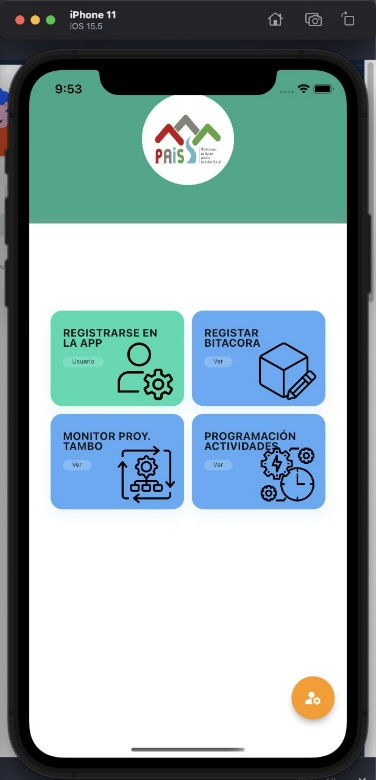 iPhone 11
iOS 15.5
9:53
PAiS
REGISTRARSE EN
LA APP
Usuario
REGISTAR
BITACORA
Ver
MONITOR PROY.
TAMBO
Ver
PROGRAMACIÓN
ACTIVIDADES
Ver